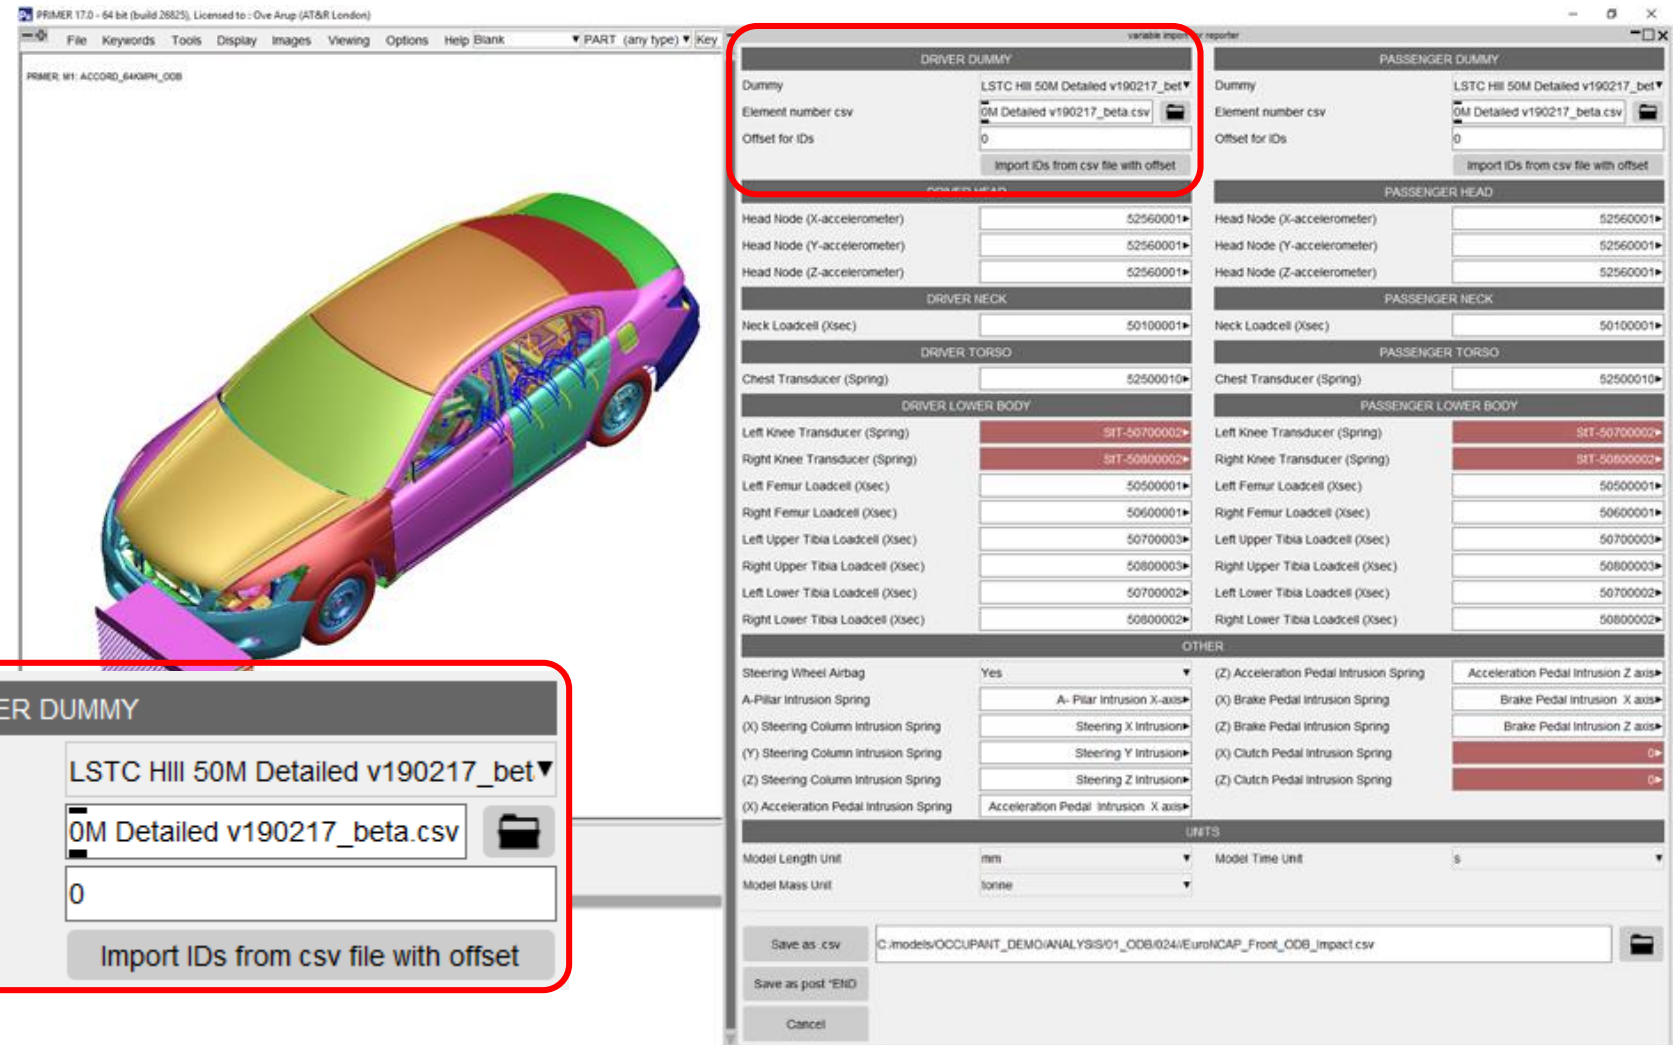 PRIMER 17.0 - 64 bit (build 26825), Licensed to : Ove Arup (AT&R London)
File Keywords Tools Display Images Viewing Options Help Blank ▼ PART (any type) ▼ Key
PRIMER: M1: ACCORD_64KMPH_ODB
DRIVER DUMMY PASSENGER DUMMY
Dummy LSTC HIII 50M Detailed v190217_bet▼ Dummy LSTC HIII 50M Detailed v190217_bet▼
Element number csv 0M Detailed v190217_beta.csv Element number csv 0M Detailed v190217_beta.csv
Offset for IDs 0 Offset for IDs 0
Import IDs from csv file with offset Import IDs from csv file with offset
DRIVER HEAD PASSENGER HEAD
Head Node (X-accelerometer) 52560001 Head Node (X-accelerometer) 52560001
Head Node (Y-accelerometer) 52560001 Head Node (Y-accelerometer) 52560001
Head Node (Z-accelerometer) 52560001 Head Node (Z-accelerometer) 52560001
DRIVER NECK PASSENGER NECK
Neck Loadcell (Xsec) 50100001 Neck Loadcell (Xsec) 50100001
DRIVER TORSO PASSENGER TORSO
Chest Transducer (Spring) 52500010 Chest Transducer (Spring) 52500010
DRIVER LOWER BODY PASSENGER LOWER BODY
Left Knee Transducer (Spring) StT-50700002 Left Knee Transducer (Spring) StT-50700002
Right Knee Transducer (Spring) StT-50800002 Right Knee Transducer (Spring) StT-50800002
Left Femur Loadcell (Xsec) 50500001 Left Femur Loadcell (Xsec) 50500001
Right Femur Loadcell (Xsec) 50600001 Right Femur Loadcell (Xsec) 50600001
Left Upper Tibia Loadcell (Xsec) 50700003 Left Upper Tibia Loadcell (Xsec) 50700003
Right Upper Tibia Loadcell (Xsec) 50800003 Right Upper Tibia Loadcell (Xsec) 50800003
Left Lower Tibia Loadcell (Xsec) 50700002 Left Lower Tibia Loadcell (Xsec) 50700002
Right Lower Tibia Loadcell (Xsec) 50800002 Right Lower Tibia Loadcell (Xsec) 50800002
OTHER
Steering Wheel Airbag Yes ▼ (Z) Acceleration Pedal Intrusion Spring Acceleration Pedal Intrusion Z axis
A-Pillar Intrusion Spring A- Pilar Intrusion X-axis (X) Brake Pedal Intrusion Spring Brake Pedal Intrusion X axis
(X) Steering Column Intrusion Spring Steering X Intrusion (Z) Brake Pedal Intrusion Spring Brake Pedal Intrusion Z axis
(Y) Steering Column Intrusion Spring Steering Y Intrusion (X) Clutch Pedal Intrusion Spring 0
(Z) Steering Column Intrusion Spring Steering Z Intrusion (Z) Clutch Pedal Intrusion Spring 0
(X) Acceleration Pedal Intrusion Spring Acceleration Pedal Intrusion X axis
UNITS
Model Length Unit mm ▼ Model Time Unit s ▼
Model Mass Unit tonne ▼
Save as .csv C:/models/OCCUPANT_DEMO/ANALYSIS/01_ODB/024//EuroNCAP_Front_ODB_Impact.csv
Save as post *END
Cancel
ER DUMMY
LSTC HIII 50M Detailed v190217_bet▼
0M Detailed v190217_beta.csv
0
Import IDs from csv file with offset